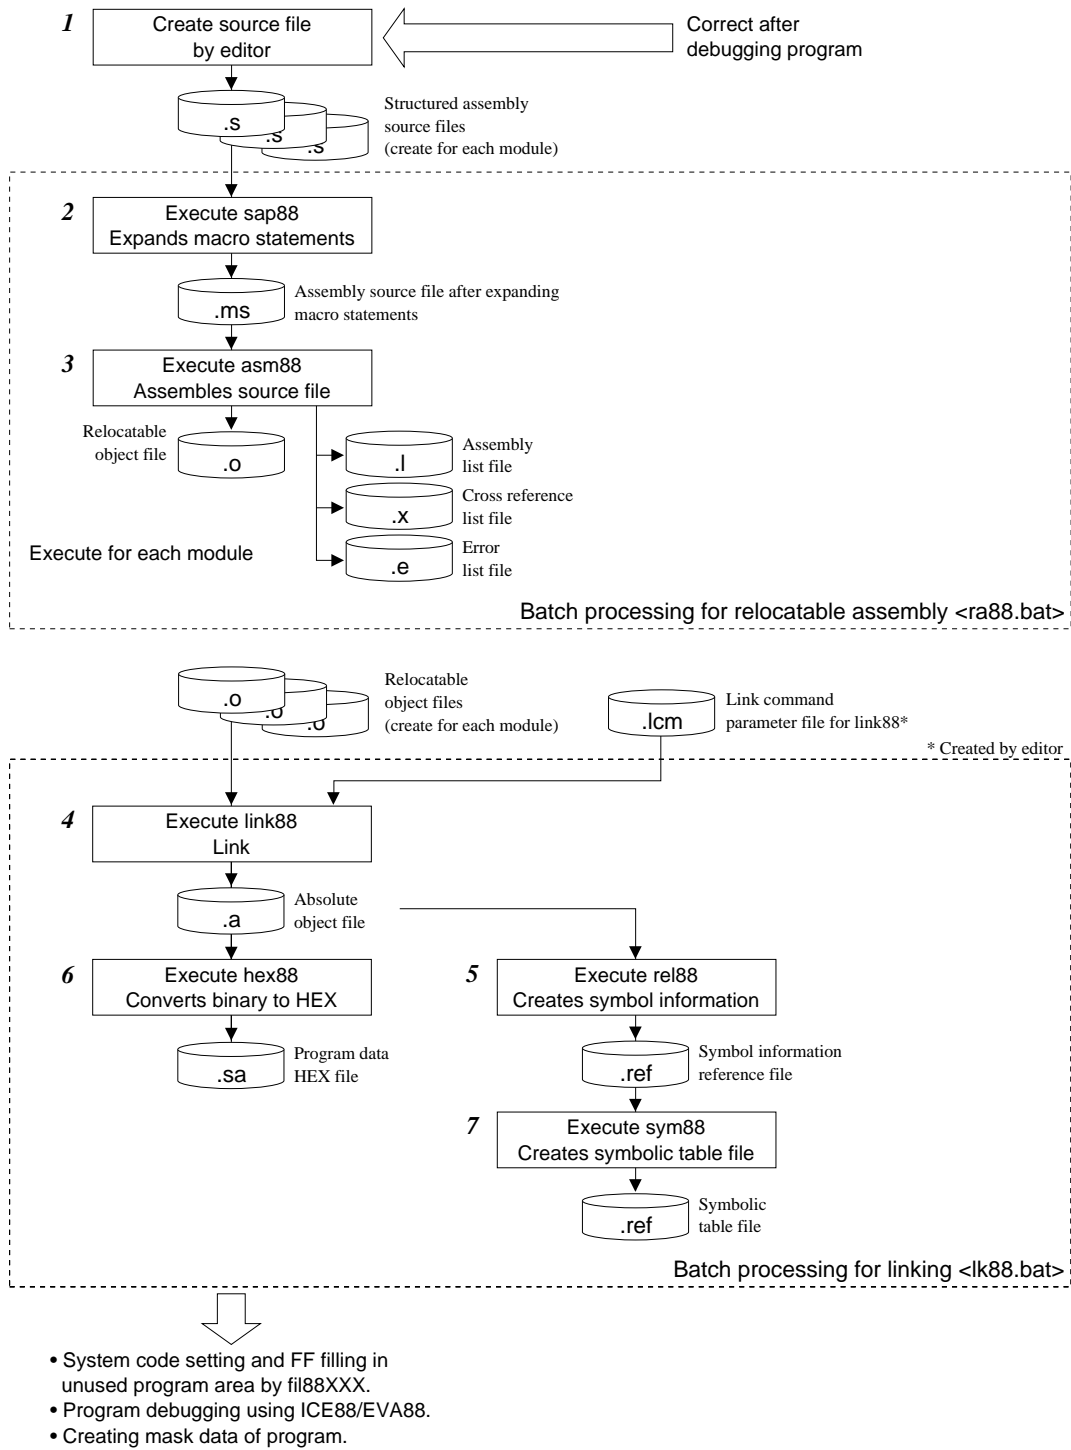 1
Create source file
by editor
Correct after
debugging program
.s
.s
.s
Structured assembly
source files
(create for each module)
2
Execute sap88
Expands macro statements
.ms
Assembly source file after expanding
macro statements
3
Execute asm88
Assembles source file
Relocatable
object file
.o
.l
Assembly
list file
.x
Cross reference
list file
.e
Error
list file
Execute for each module
Batch processing for relocatable assembly <ra88.bat>
.o
.o
.o
Relocatable
object files
(create for each module)
.lcm
Link command
parameter file for link88*
* Created by editor
4
Execute link88
Link
.a
Absolute
object file
6
Execute hex88
Converts binary to HEX
5
Execute rel88
Creates symbol information
.sa
Program data
HEX file
.ref
Symbol information
reference file
7
Execute sym88
Creates symbolic table file
.ref
Symbolic
table file
Batch processing for linking <lk88.bat>
• System code setting and FF filling in
unused program area by fil88XXX.
• Program debugging using ICE88/EVA88.
• Creating mask data of program.